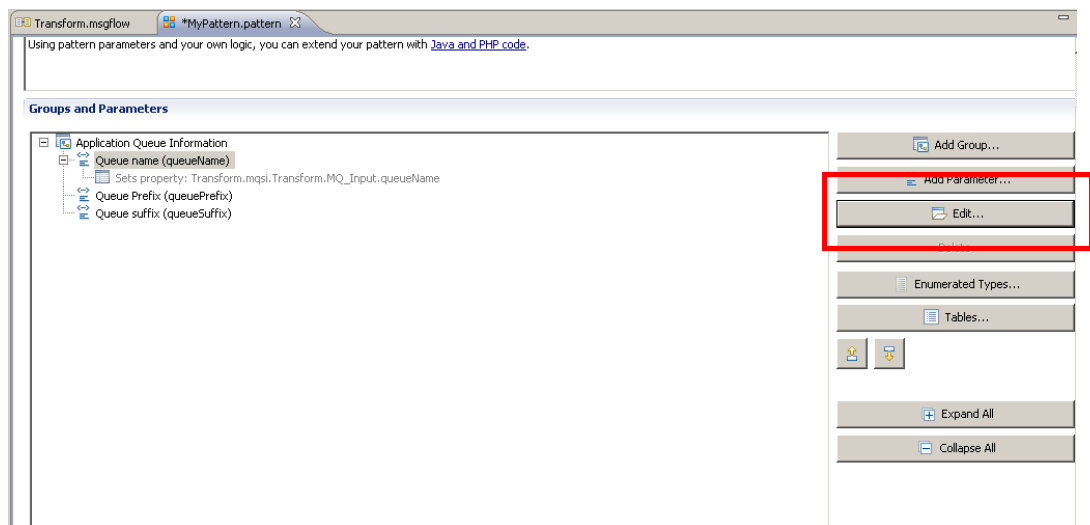 Transform.msgflow
*MyPattern.pattern
Using pattern parameters and your own logic, you can extend your pattern with Java and PHP code.
Groups and Parameters
Application Queue Information
Queue name (queueName)
Sets property: Transform.mqsi.Transform.MQ_Input.queueName
Queue Prefix (queuePrefix)
Queue suffix (queueSuffix)
Add Group...
Add Parameter...
Edit...
Delete
Enumerated Types...
Tables...
Expand All
Collapse All